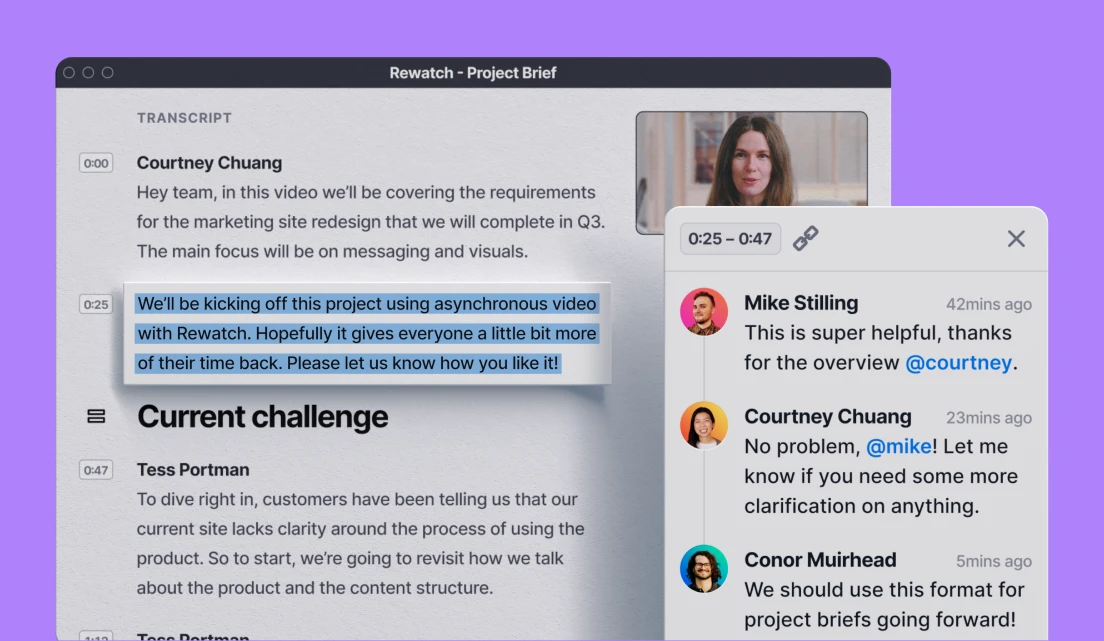 Rewatch - Project Brief
TRANSCRIPT
0:00
Courtney Chuang
Hey team, in this video we’ll be covering the requirements
for the marketing site redesign that we will complete in Q3.
The main focus will be on messaging and visuals.
0:25
We’ll be kicking off this project using asynchronous video
with Rewatch. Hopefully it gives everyone a little bit more
of their time back. Please let us know how you like it!
Current challenge
0:47
Tess Portman
To dive right in, customers have been telling us that our
current site lacks clarity around the process of using the
product. So to start, we’re going to revisit how we talk
about the product and the content structure.
1:12
Tess Portman
0:25 – 0:47
Mike Stilling
42mins ago
This is super helpful, thanks
for the overview @courtney.
Courtney Chuang
23mins ago
No problem, @mike! Let me
know if you need some more
clarification on anything.
Conor Muirhead
5mins ago
We should use this format for
project briefs going forward!